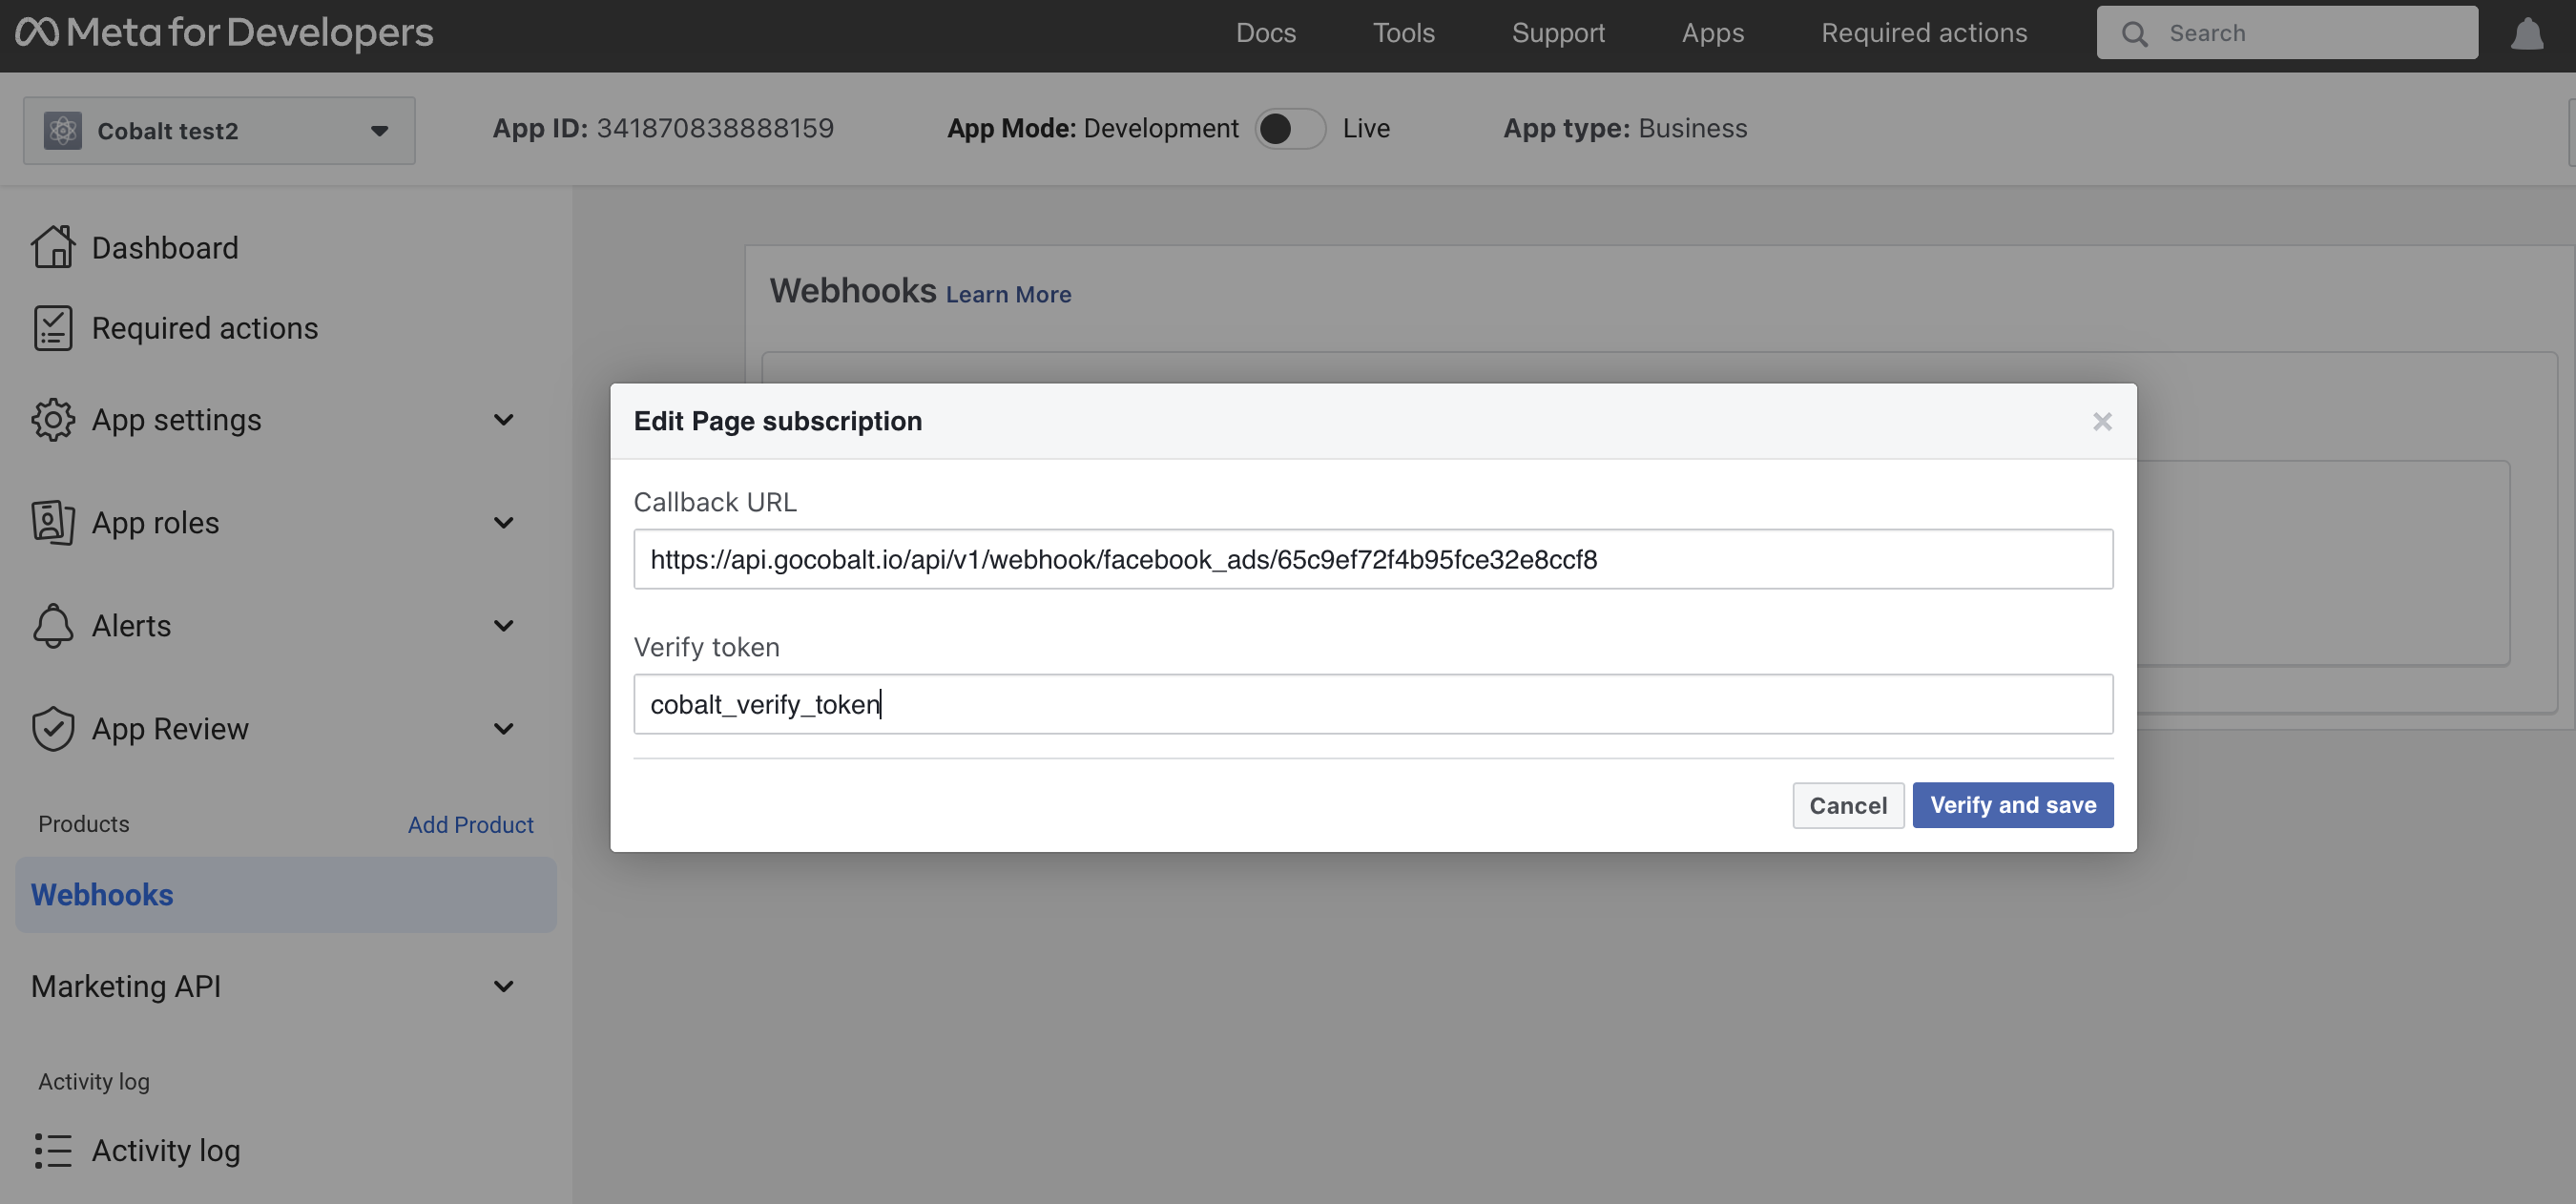 Meta for Developers
Docs Tools Support Apps Required actions Search
Cobalt test2 App ID: 341870838888159 App Mode: Development Live App type: Business
Dashboard
Required actions
App settings
App roles
Alerts
App Review
Products Add Product
Webhooks
Marketing API
Activity log
Activity log
Webhooks Learn More
Edit Page subscription
Callback URL
https://api.gocobalt.io/api/v1/webhook/facebook_ads/65c9ef72f4b95fce32e8ccf8
Verify token
cobalt_verify_token
Cancel Verify and save